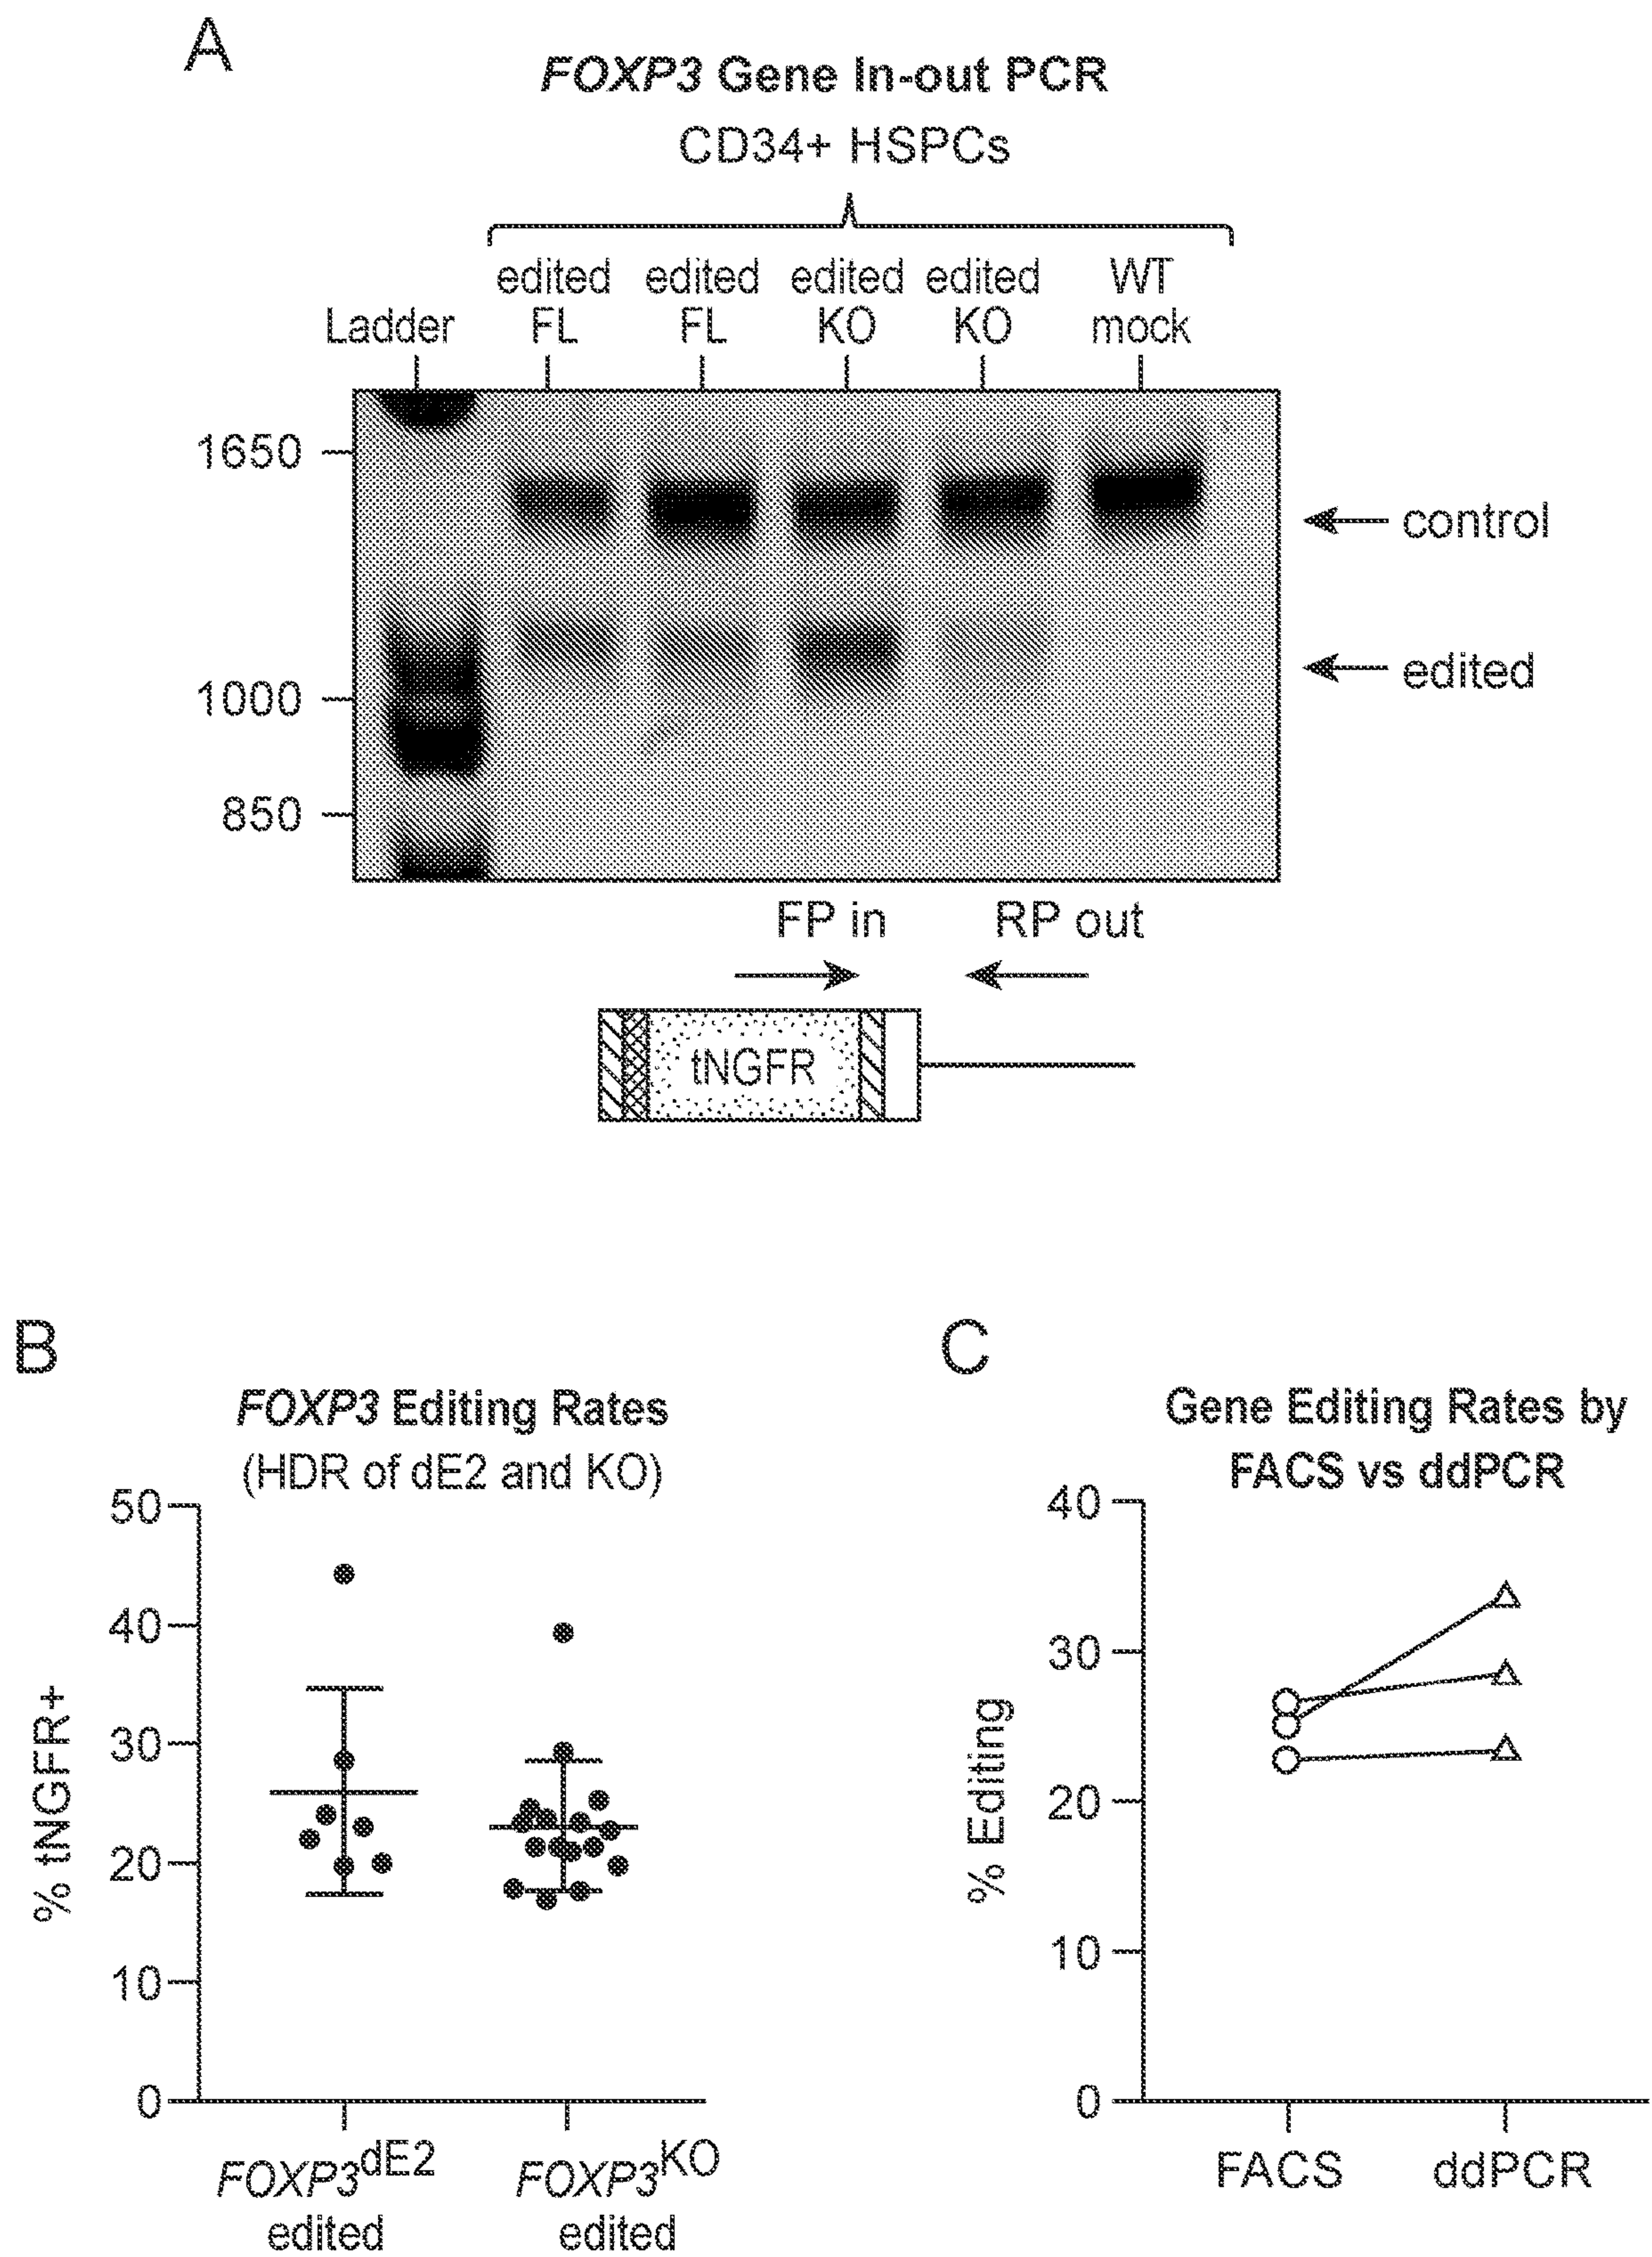 A
FOXP3 Gene In-out PCR
CD34+ HSPCs
Ladder
edited FL
edited FL
edited KO
edited KO
WT mock
1650
1000
850
control
edited
FP in
RP out
tNGFR
B
FOXP3 Editing Rates
(HDR of dE2 and KO)
% tNGFR+
50
40
30
20
10
0
FOXP3dE2
edited
FOXP3KO
edited
C
Gene Editing Rates by
FACS vs ddPCR
% Editing
40
30
20
10
0
FACS
ddPCR